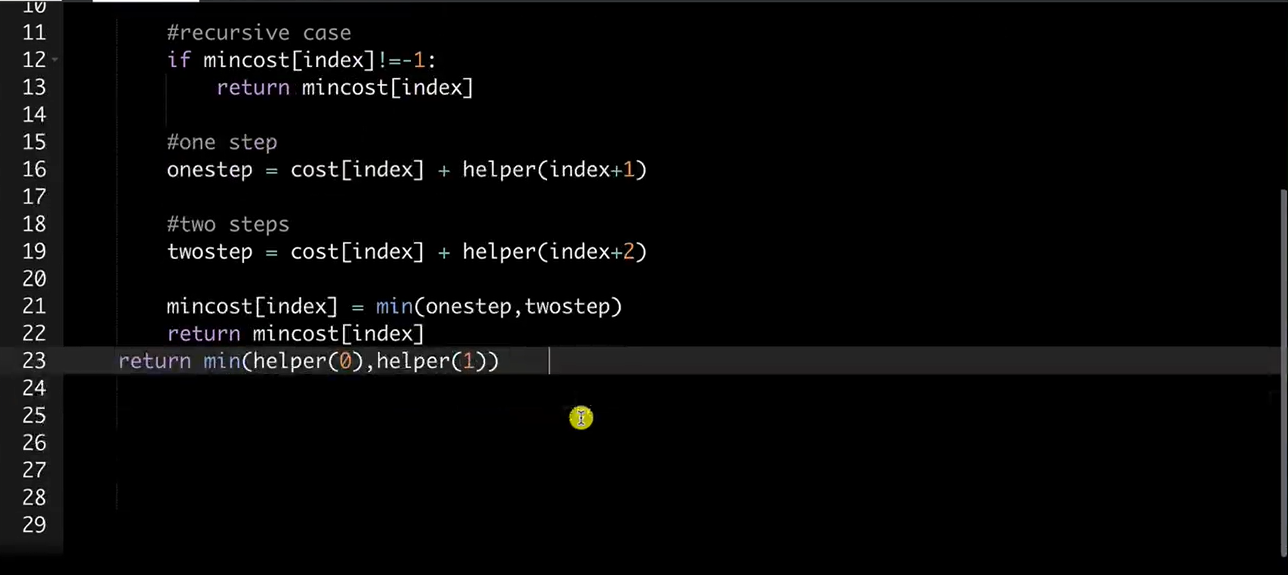 10
11 #recursive case
12 if mincost[index]!=-1:
13 return mincost[index]
14
15 #one step
16 onestep = cost[index] + helper(index+1)
17
18 #two steps
19 twostep = cost[index] + helper(index+2)
20
21 mincost[index] = min(onestep,twostep)
22 return mincost[index]
23 return min(helper(0),helper(1))
24
25
26
27
28
29